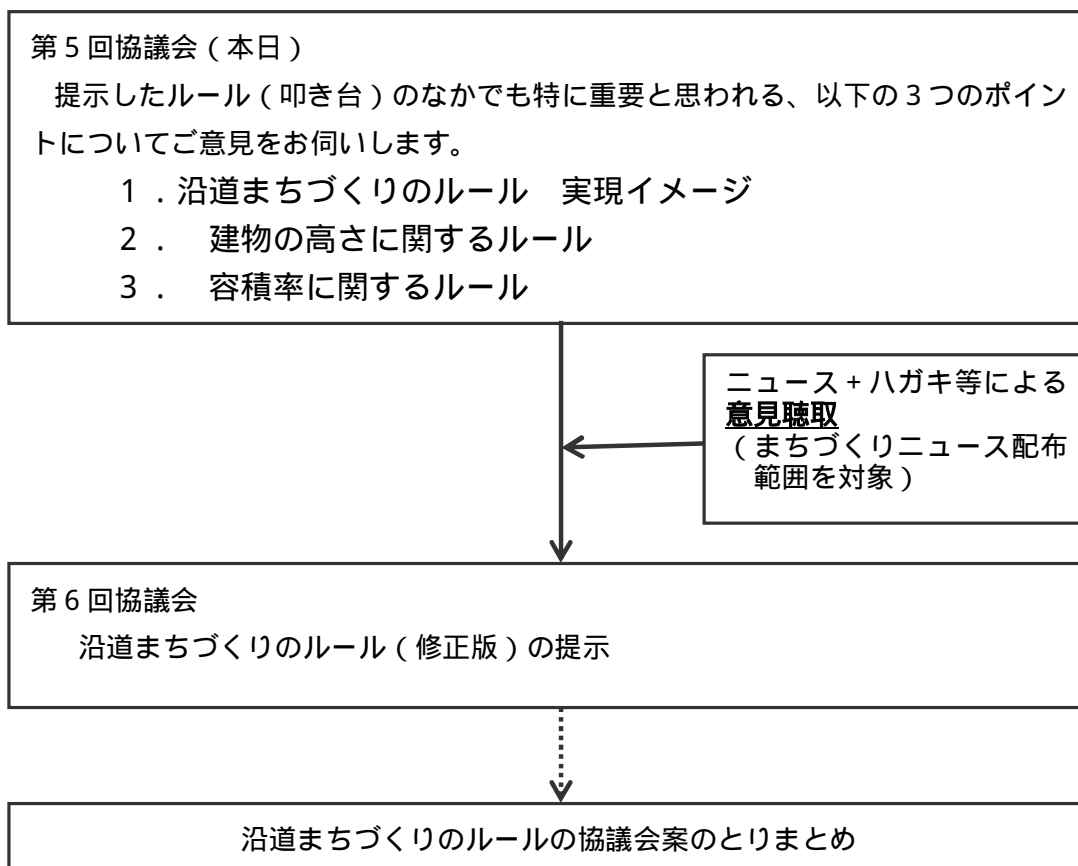 第５回協議会（本日）
提示したルール（叩き台）のなかでも特に重要と思われる、以下の３つのポイン
トについてご意見をお伺いします。
１．沿道まちづくりのルール　実現イメージ
２．　建物の高さに関するルール
３．　容積率に関するルール
ニュース＋ハガキ等による
意見聴取
（まちづくりニュース配布
範囲を対象）
第６回協議会
沿道まちづくりのルール（修正版）の提示
沿道まちづくりのルールの協議会案のとりまとめ